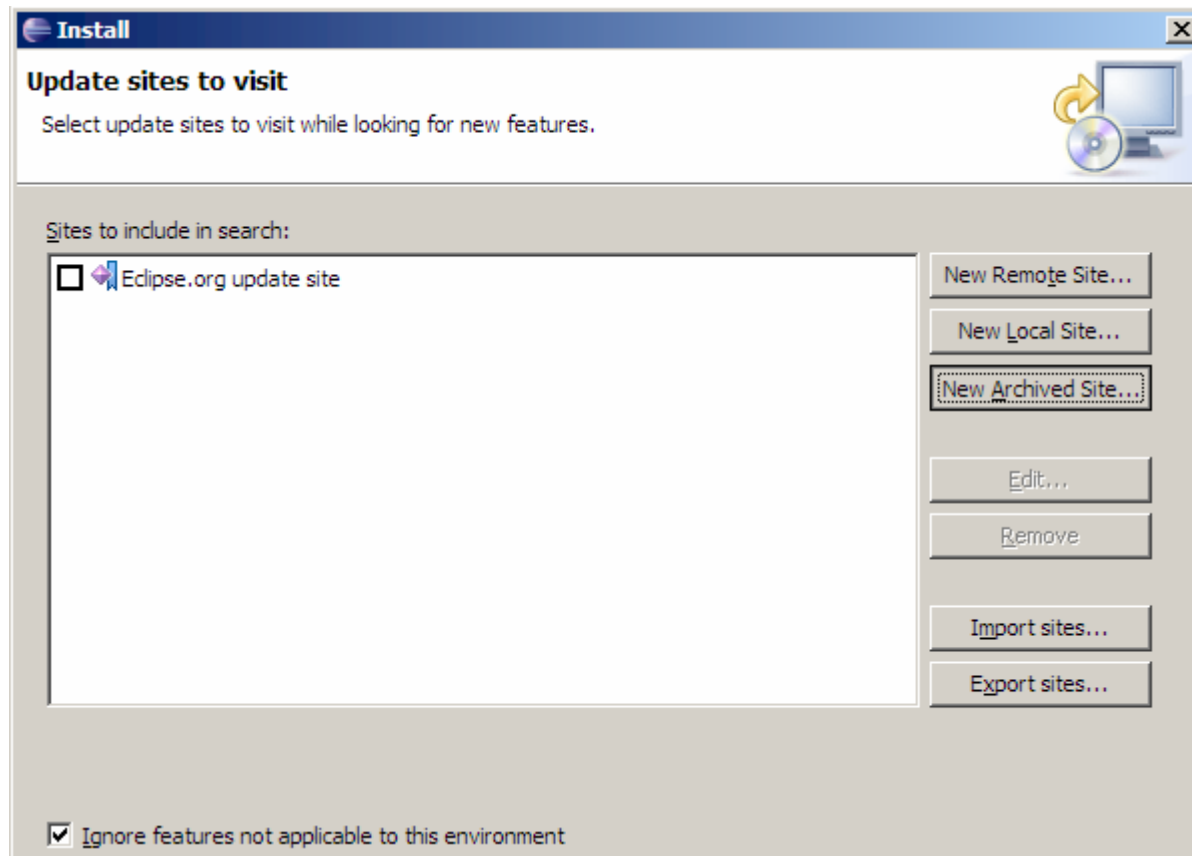 Install
Update sites to visit
Select update sites to visit while looking for new features.
Sites to include in search:
Eclipse.org update site
New Remote Site...
New Local Site...
New Archived Site...
Edit...
Remove
Import sites...
Export sites...
Ignore features not applicable to this environment